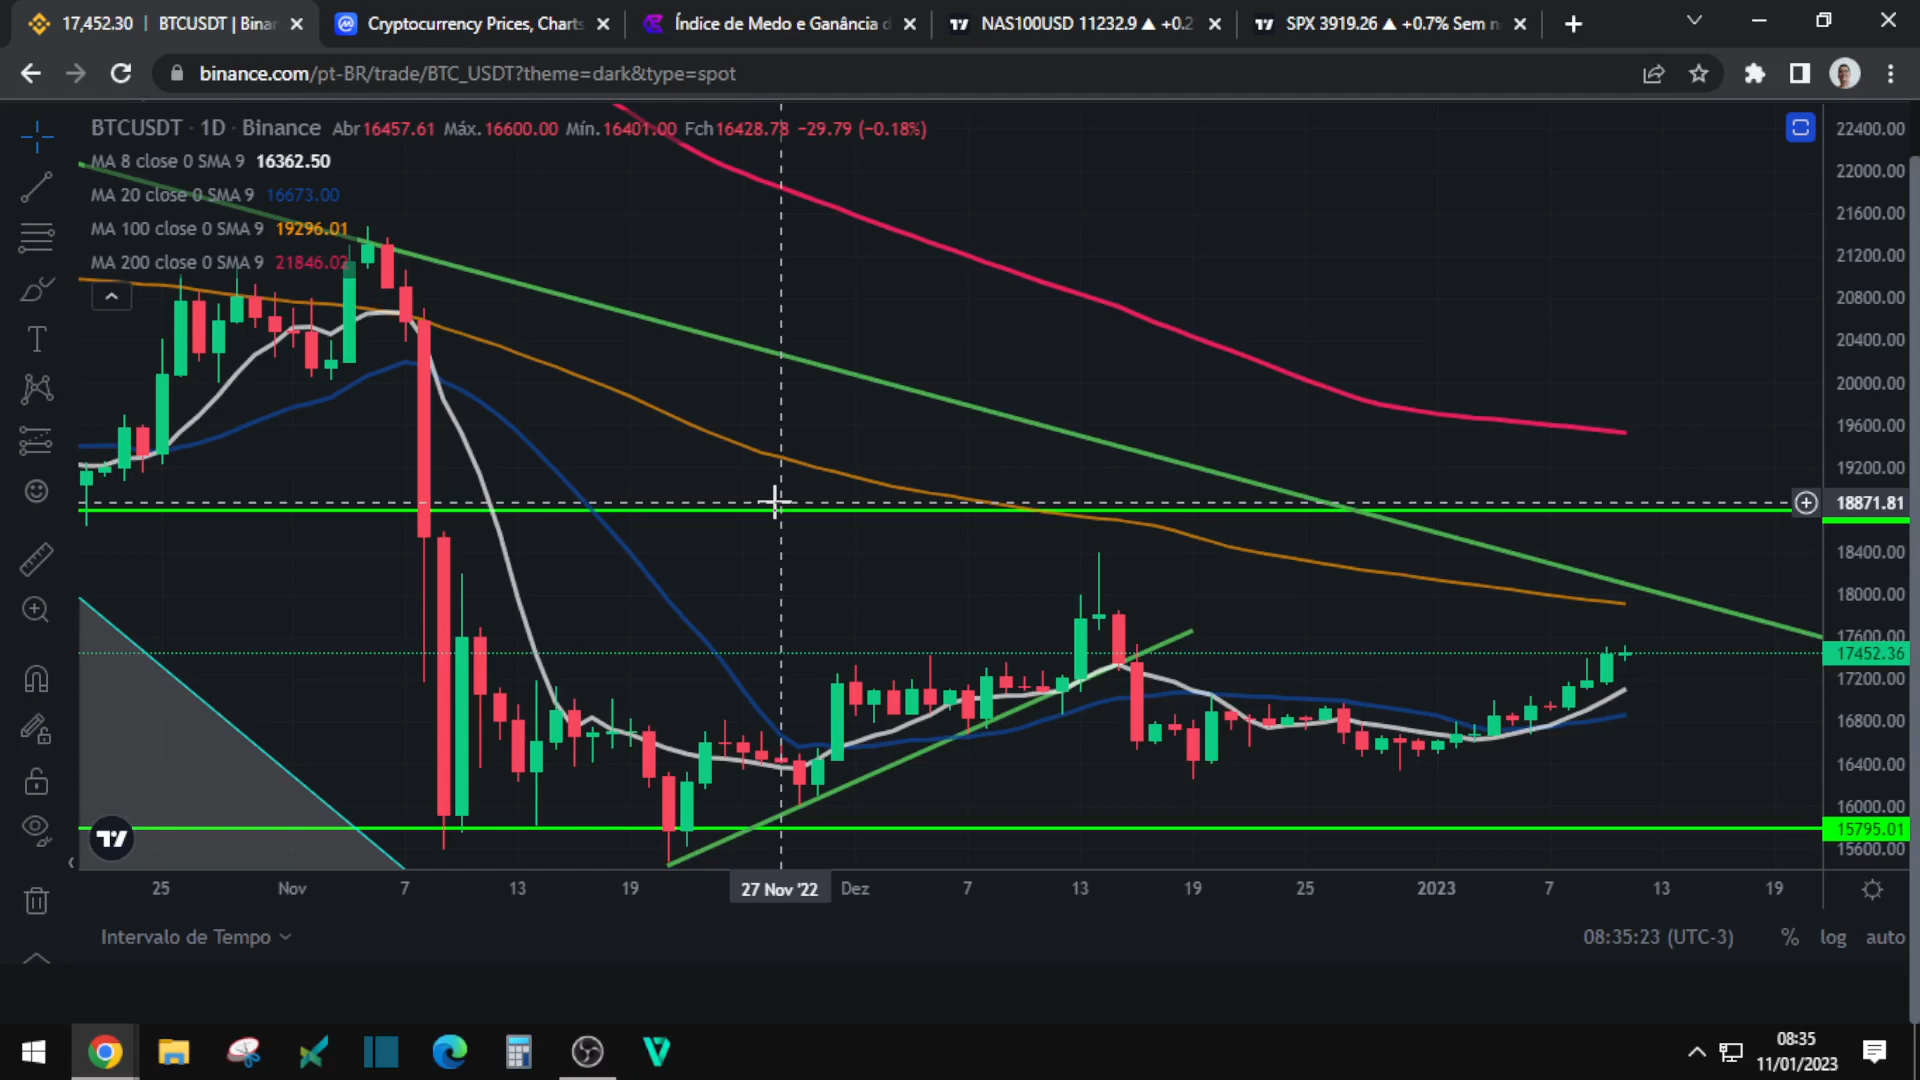 17,452.30 | BTCUSDT | Binan
Cryptocurrency Prices, Charts
Índice de Medo e Ganância d
NAS100USD 11232.9 ▲ +0.2
SPX 3919.26 ▲ +0.7% Sem n
binance.com/pt-BR/trade/BTC_USDT?theme=dark&type=spot
BTCUSDT · 1D · Binance Abr16457.61 Máx.16600.00 Mín.16401.00 Fch16428.78 −29.79 (−0.18%)
MA 8 close 0 SMA 9 16362.50
MA 20 close 0 SMA 9 16673.00
MA 100 close 0 SMA 9 19296.01
MA 200 close 0 SMA 9 21846.02
22400.00
22000.00
21600.00
21200.00
20800.00
20400.00
20000.00
19600.00
19200.00
18871.81
18400.00
18000.00
17600.00
17452.36
17200.00
16800.00
16400.00
16000.00
15795.01
15600.00
25 Nov 7 13 19 27 Nov '22 Dez 7 13 19 25 2023 7 13 19
Intervalo de Tempo
08:35:23 (UTC-3) % log auto
08:35
11/01/2023